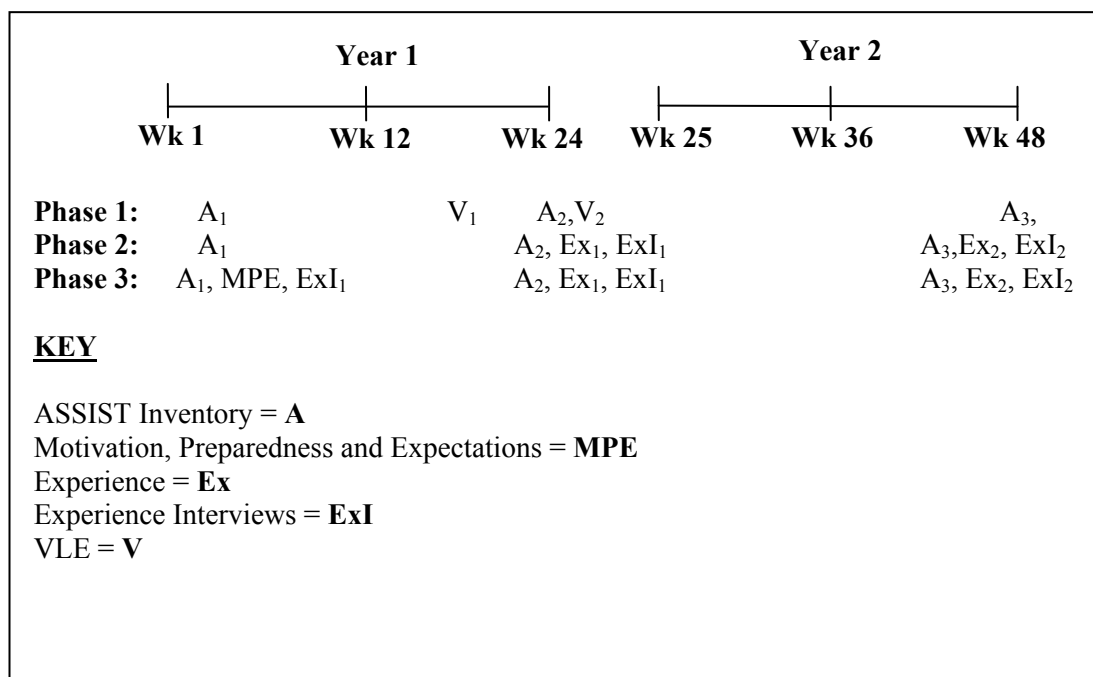 Year 1 Year 2
Wk 1 Wk 12 Wk 24 Wk 25 Wk 36 Wk 48
Phase 1: A₁ V₁ A₂,V₂ A₃,
Phase 2: A₁ A₂, Ex₁, ExI₁ A₃,Ex₂, ExI₂
Phase 3: A₁, MPE, ExI₁ A₂, Ex₁, ExI₁ A₃, Ex₂, ExI₂
KEY
ASSIST Inventory = A
Motivation, Preparedness and Expectations = MPE
Experience = Ex
Experience Interviews = ExI
VLE = V